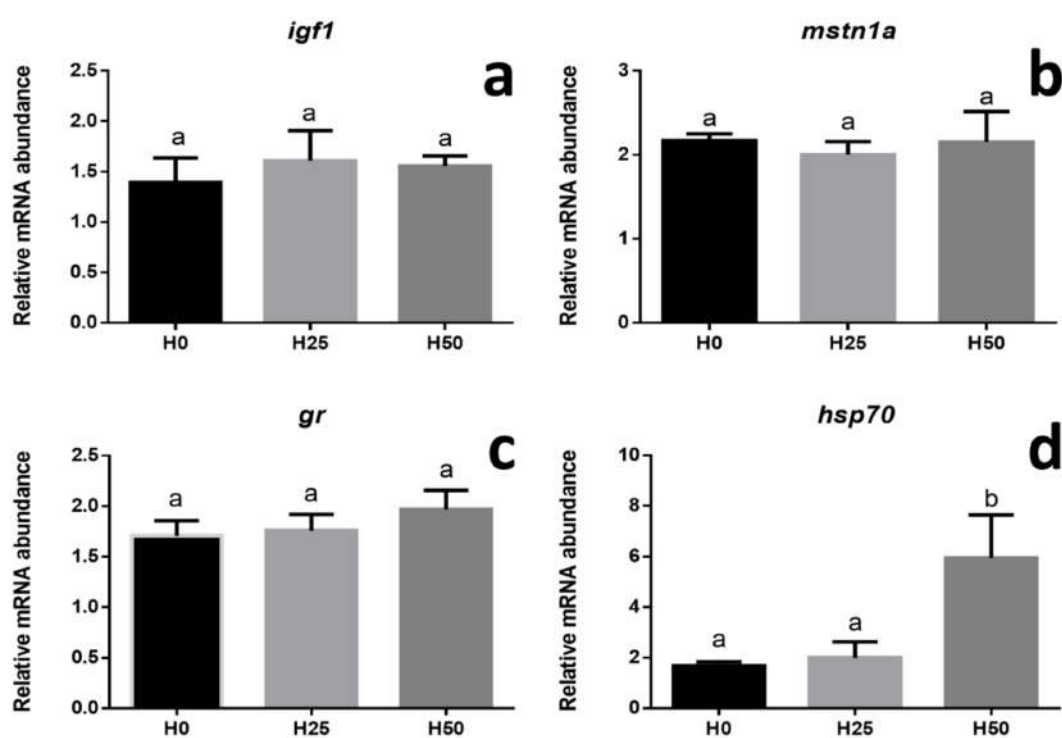 igf1
a
Relative mRNA abundance
2.5
2.0
1.5
1.0
0.5
0.0
a
a
a
H0
H25
H50
mstn1a
b
Relative mRNA abundance
3
2
1
0
a
a
a
H0
H25
H50
gr
c
Relative mRNA abundance
2.5
2.0
1.5
1.0
0.5
0.0
a
a
a
H0
H25
H50
hsp70
d
Relative mRNA abundance
10
8
6
4
2
0
a
a
b
H0
H25
H50